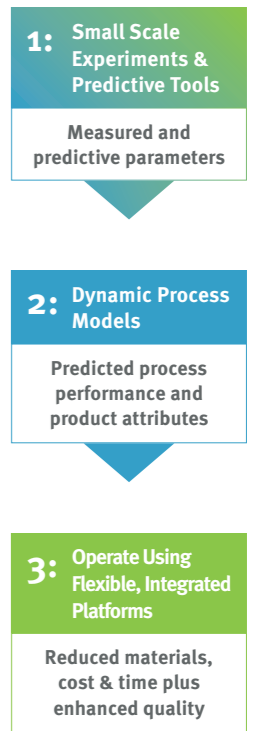 1: Small Scale
Experiments &
Predictive Tools
Measured and
predictive parameters
2: Dynamic Process
Models
Predicted process
performance and
product attributes
3: Operate Using
Flexible, Integrated
Platforms
Reduced materials,
cost & time plus
enhanced quality